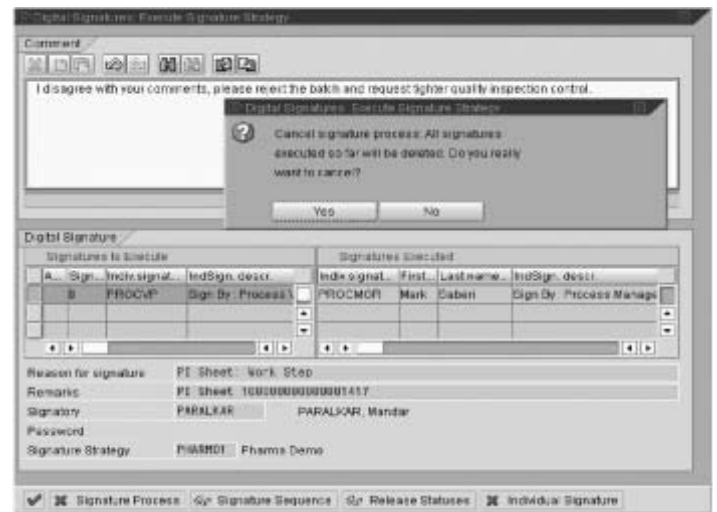 Digital Signatures: Execute Signature Strategy
Comment
I disagree with your comments, please reject the batch and request tighter quality inspection control.
Digital Signatures: Execute Signature Strategy
Cancel signature process: All signatures
executed so far will be deleted. Do you really
want to cancel?
Yes No
Digital Signature
Signatures to Execute Signatures Executed
A... Sign... Indiv.signat... IndSign. descr. Indiv.signat... First... Last name... IndSign. descr.
PROCVP Sign By : Process PROCMGR Mark Sign By : Process Manage
Reason for signature PI Sheet: Work Step
Remarks PI Sheet
Signatory PARALKAR PARALKAR, Mandar
Password
Signature Strategy PHARM01 Pharma Demo
Signature Process Signature Sequence Release Statuses Individual Signature